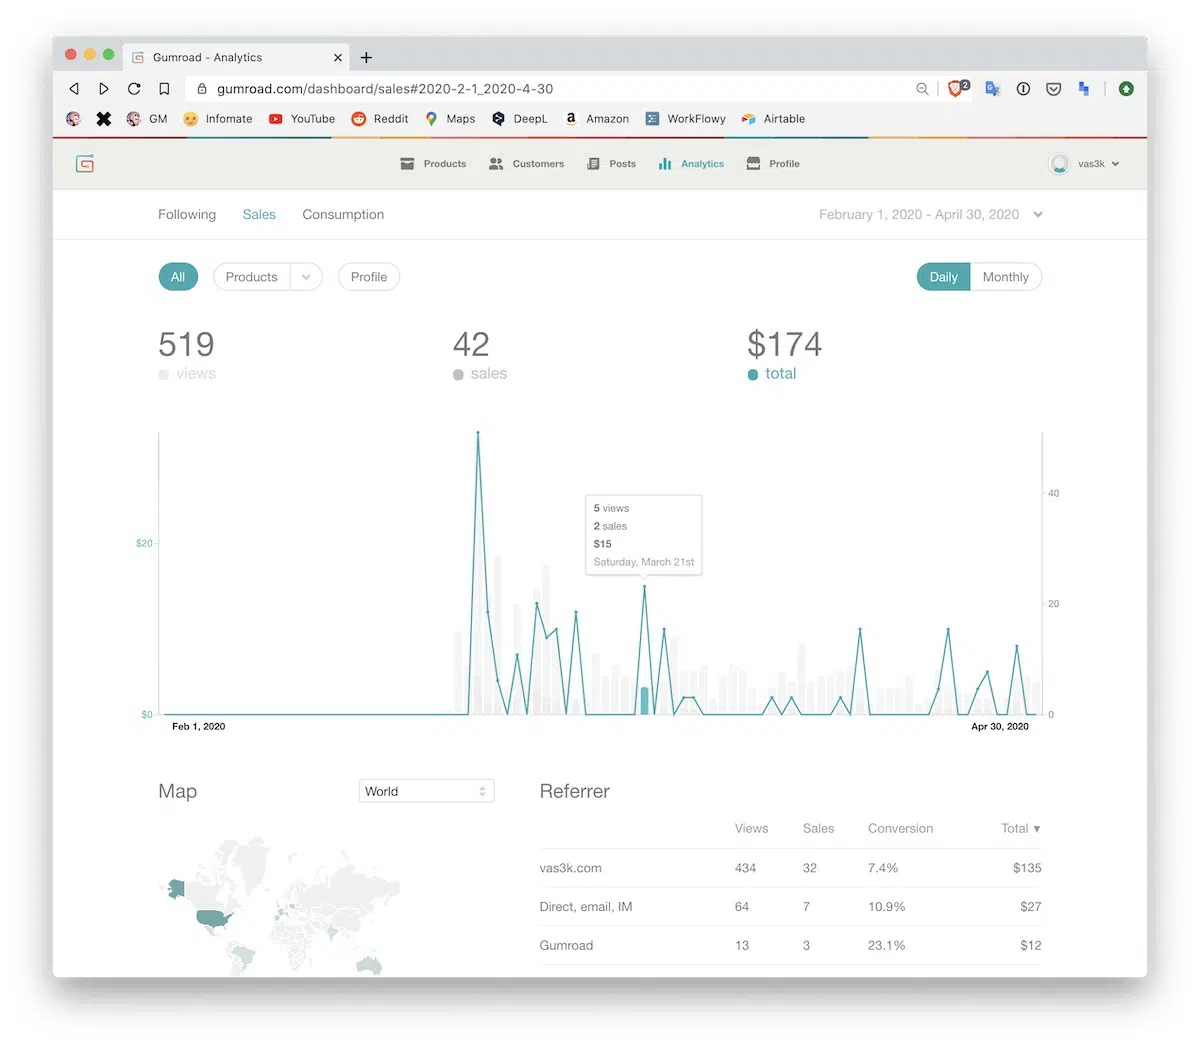 Gumroad - Analytics
gumroad.com/dashboard/sales#2020-2-1_2020-4-30
2
GM Infomate YouTube Reddit Maps DeepL Amazon WorkFlowy Airtable
Products Customers Posts Analytics Profile vas3k
Following Sales Consumption February 1, 2020 - April 30, 2020
All Products Profile Daily Monthly
519 42 $174
views sales total
5 views
2 sales
$15
Saturday, March 21st
40
$20
20
$0 0
Feb 1, 2020 Apr 30, 2020
Map World Referrer
Views Sales Conversion Total ▼
vas3k.com 434 32 7.4% $135
Direct, email, IM 64 7 10.9% $27
Gumroad 13 3 23.1% $12